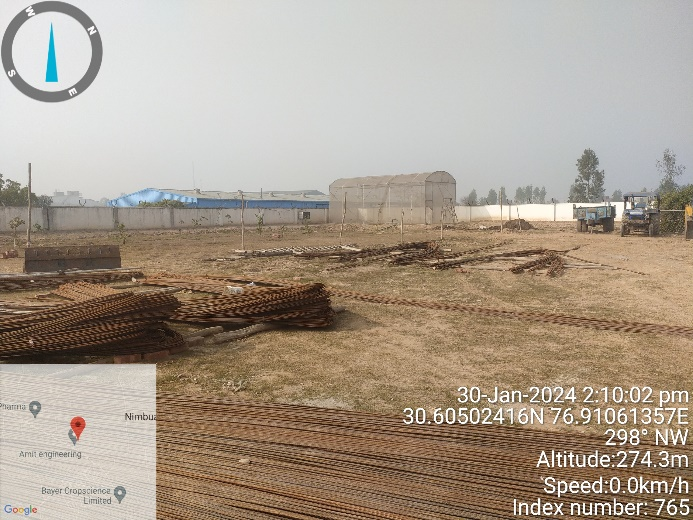 W
N
S
E
30-Jan-2024 2:10:02 pm
30.60502416N 76.91061357E
298° NW
Altitude:274.3m
Speed:0.0km/h
Index number: 765
Pharma
Nimbua
Amit engineering
Bayer Cropscience
Limited
Google